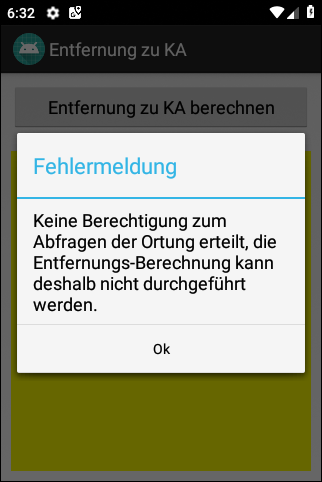 6:32
Entfernung zu KA
Entfernung zu KA berechnen
Fehlermeldung
Keine Berechtigung zum
Abfragen der Ortung erteilt, die
Entfernungs-Berechnung kann
deshalb nicht durchgeführt
werden.
Ok